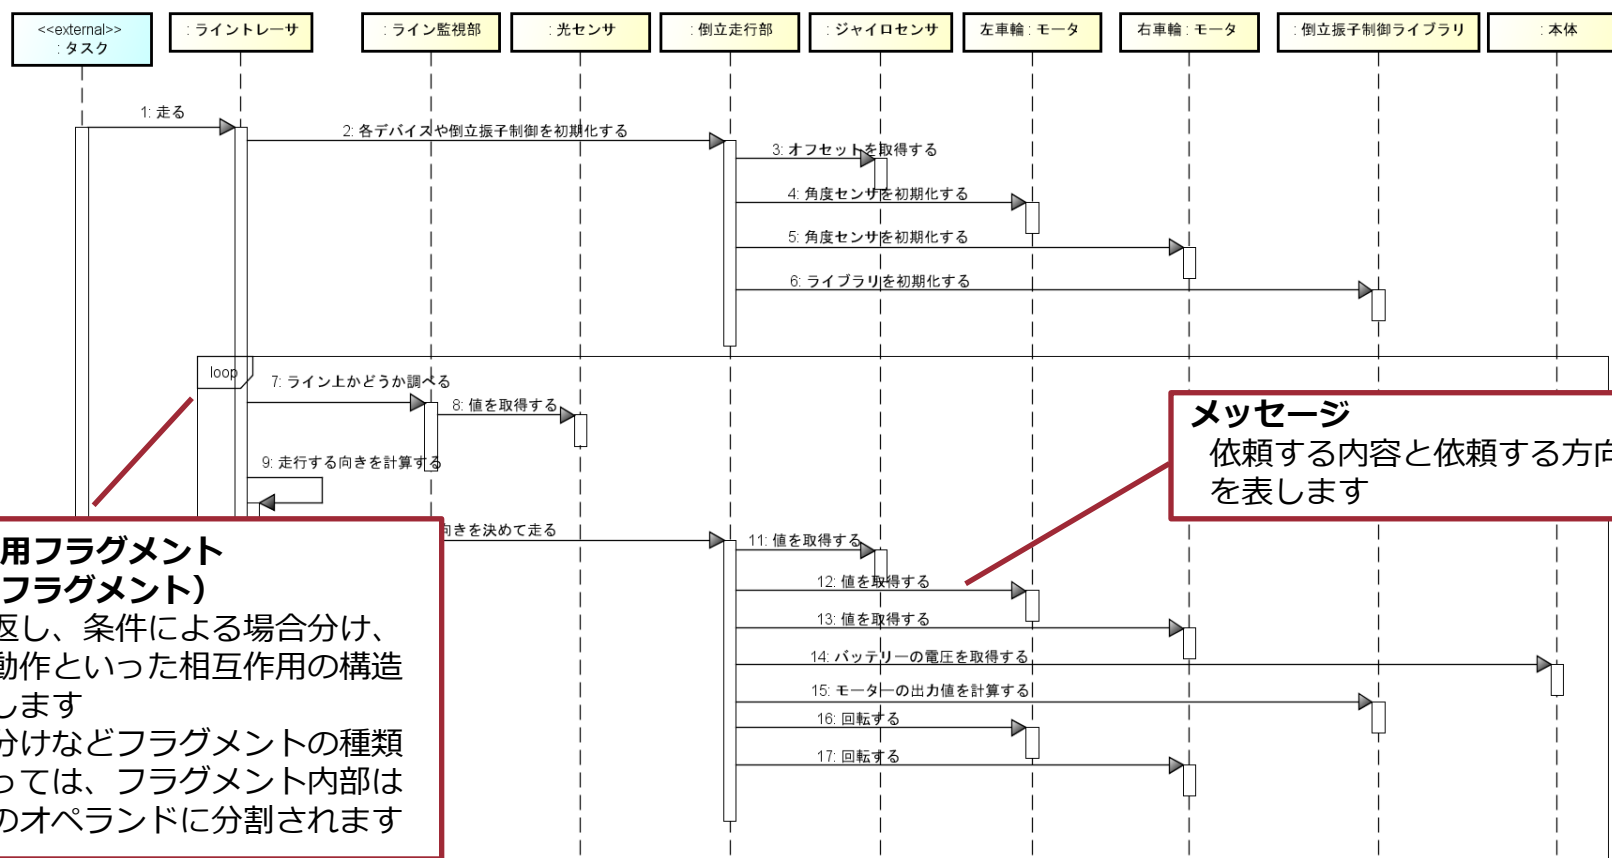 <<external>>
: タスク
: ライントレーサ
: ライン監視部
: 光センサ
: 倒立走行部
: ジャイロセンサ
左車輪 : モータ
右車輪 : モータ
: 倒立振子制御ライブラリ
: 本体
1: 走る
2: 各デバイスや倒立振子制御を初期化する
3: オフセットを取得する
4: 角度センサを初期化する
5: 角度センサを初期化する
6: ライブラリを初期化する
loop
7: ライン上かどうか調べる
8: 値を取得する
9: 走行する向きを計算する
メッセージ
依頼する内容と依頼する方向
を表します
向きを決めて走る
11: 値を取得する
12: 値を取得する
13: 値を取得する
14: バッテリーの電圧を取得する
15: モーターの出力値を計算する
16: 回転する
17: 回転する
用フラグメント
フラグメント）
返し、条件による場合分け、
動作といった相互作用の構造
します
分けなどフラグメントの種類
っては、フラグメント内部は
のオペランドに分割されます